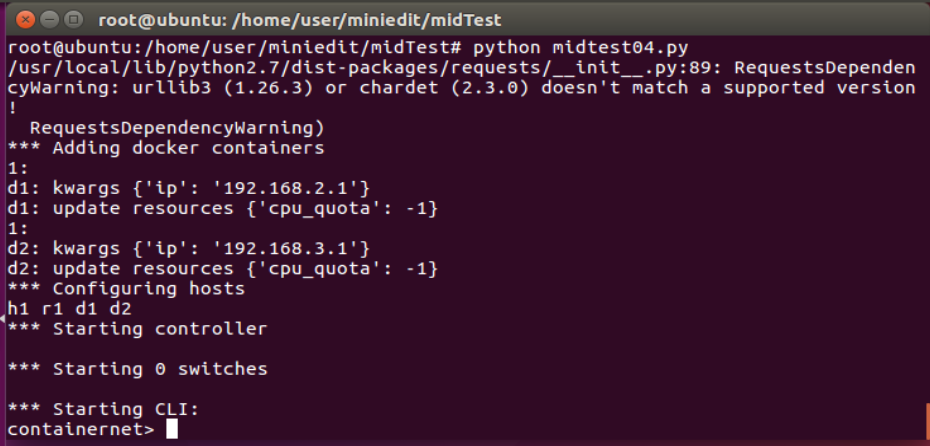 root@ubuntu: /home/user/miniedit/midTest
root@ubuntu:/home/user/miniedit/midTest# python midtest04.py
/usr/local/lib/python2.7/dist-packages/requests/__init__.py:89: RequestsDependen
cyWarning: urllib3 (1.26.3) or chardet (2.3.0) doesn't match a supported version
!
  RequestsDependencyWarning)
*** Adding docker containers
1:
d1: kwargs {'ip': '192.168.2.1'}
d1: update resources {'cpu_quota': -1}
1:
d2: kwargs {'ip': '192.168.3.1'}
d2: update resources {'cpu_quota': -1}
*** Configuring hosts
h1 r1 d1 d2
*** Starting controller

*** Starting 0 switches

*** Starting CLI:
containernet>